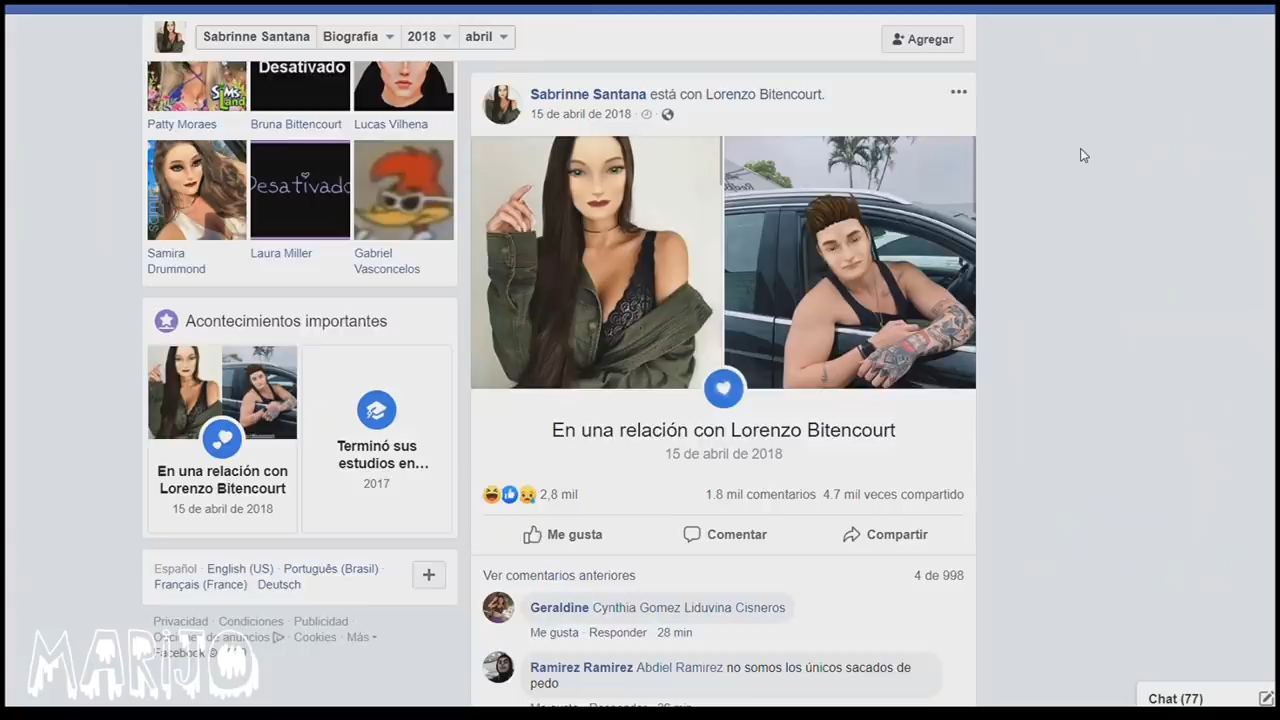 Sabrinne Santana
Biografía
2018
abril
Agregar
Desativado
SIMS
Land
Patty Moraes
Bruna Bittencourt
Lucas Vilhena
Desativado
Samira
Drummond
Laura Miller
Gabriel
Vasconcelos
Acontecimientos importantes
En una relación con
Lorenzo Bitencourt
15 de abril de 2018
Terminó sus
estudios en...
2017
Español · English (US) · Português (Brasil) ·
Français (France) · Deutsch
Privacidad · Condiciones · Publicidad ·
Cookies · Más
Facebook ©
MARIJO
Sabrinne Santana está con Lorenzo Bitencourt.
15 de abril de 2018 ·
En una relación con Lorenzo Bitencourt
15 de abril de 2018
2,8 mil
1.8 mil comentarios 4.7 mil veces compartido
Me gusta
Comentar
Compartir
Ver comentarios anteriores
4 de 998
Geraldine Cynthia Gomez Liduvina Cisneros
Me gusta · Responder · 28 min
Ramirez Ramirez Abdiel Ramirez no somos los únicos sacados de
pedo
Chat (77)